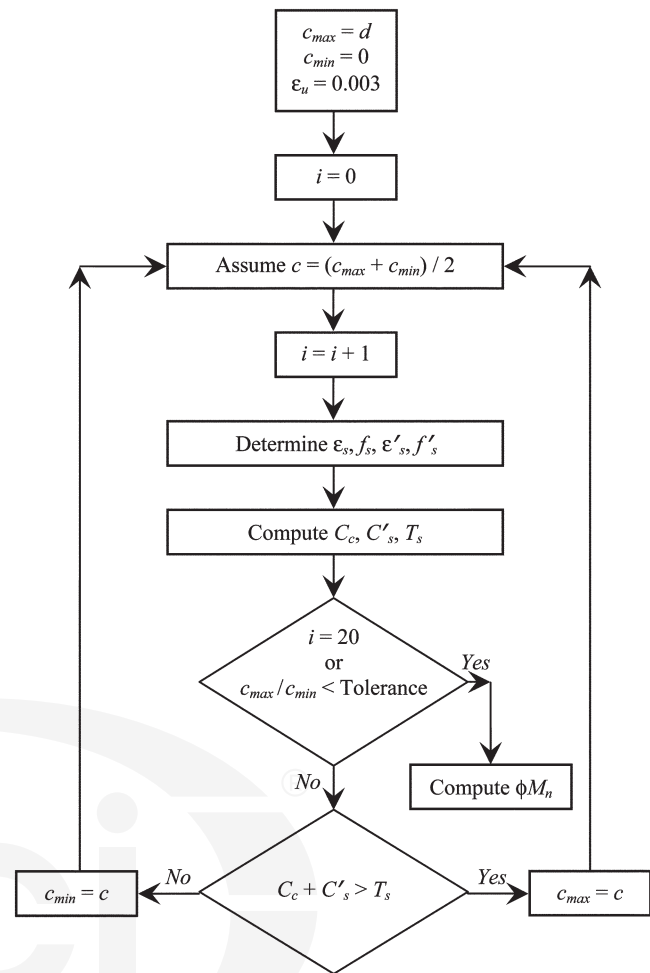 c_max = d
c_min = 0
ε_u = 0.003
i = 0
Assume c = (c_max + c_min) / 2
i = i + 1
Determine ε_s, f_s, ε′_s, f′_s
Compute C_c, C′_s, T_s
i = 20
or
c_max / c_min < Tolerance
Yes
Compute ϕM_n
No
®
ci
C_c + C′_s > T_s
No
Yes
c_min = c
c_max = c